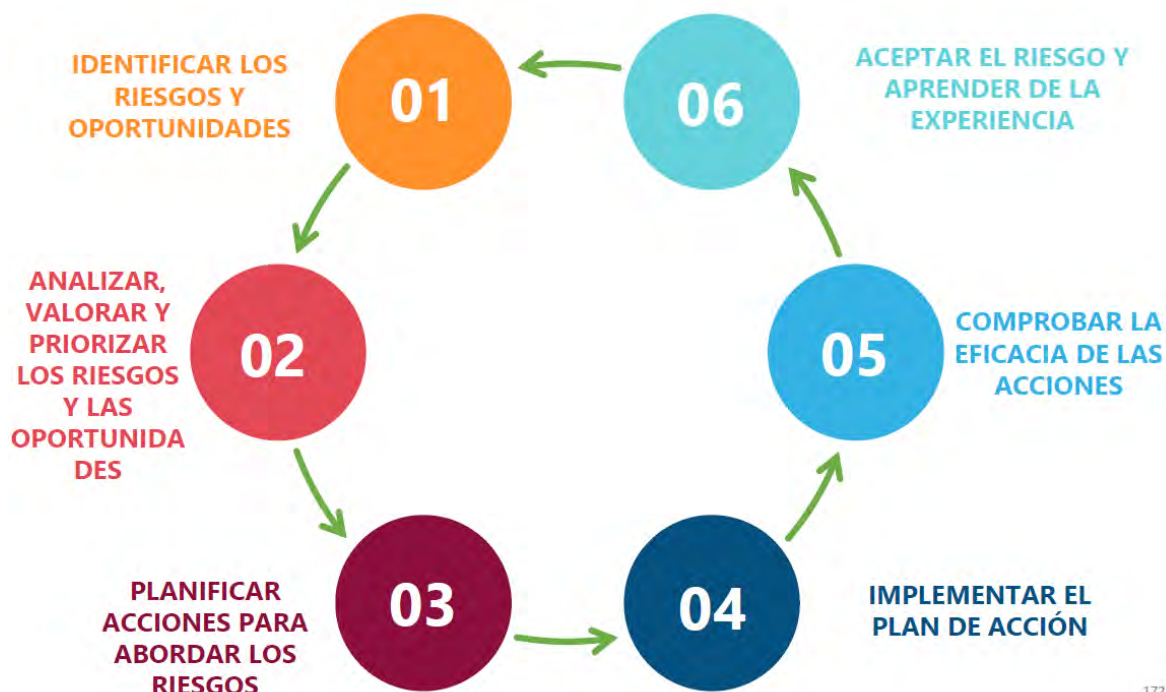 01
IDENTIFICAR LOS
RIESGOS Y
OPORTUNIDADES
02
ANALIZAR,
VALORAR Y
PRIORIZAR
LOS RIESGOS
Y LAS
OPORTUNIDA
DES
03
PLANIFICAR
ACCIONES PARA
ABORDAR LOS
RIESGOS
04
IMPLEMENTAR EL
PLAN DE ACCIÓN
05
COMPROBAR LA
EFICACIA DE LAS
ACCIONES
06
ACEPTAR EL RIESGO Y
APRENDER DE LA
EXPERIENCIA
173